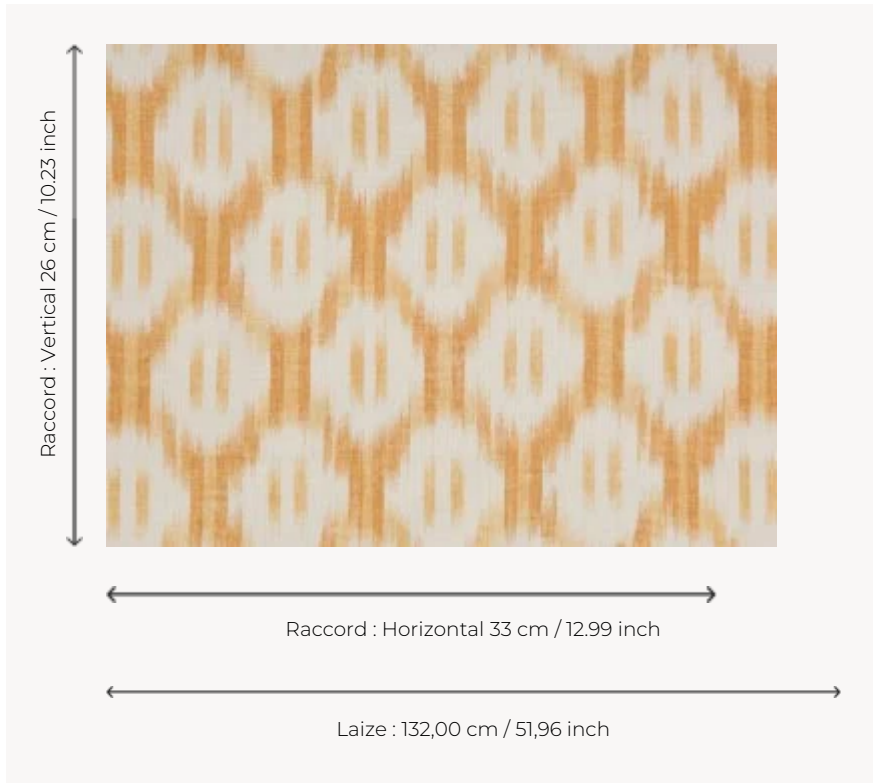 Raccord : Vertical 26 cm / 10.23 inch
Raccord : Horizontal 33 cm / 12.99 inch
Laize : 132,00 cm / 51,96 inch